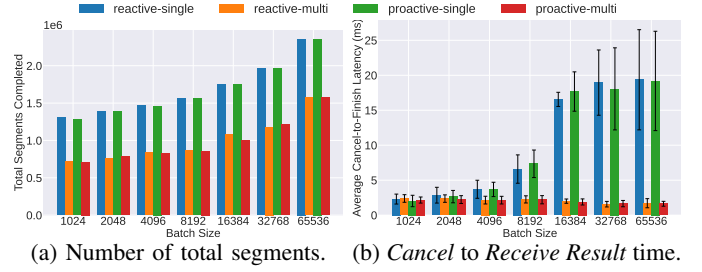 reactive-single reactive-multi proactive-single proactive-multi
1e6
Total Segments Completed
2.0
1.5
1.0
0.5
0.0
1024 2048 4096 8192 16384 32768 65536
Batch Size
Average Cancel-to-Finish Latency (ms)
25
20
15
10
5
0
1024 2048 4096 8192 16384 32768 65536
Batch Size
(a) Number of total segments.
(b) Cancel to Receive Result time.